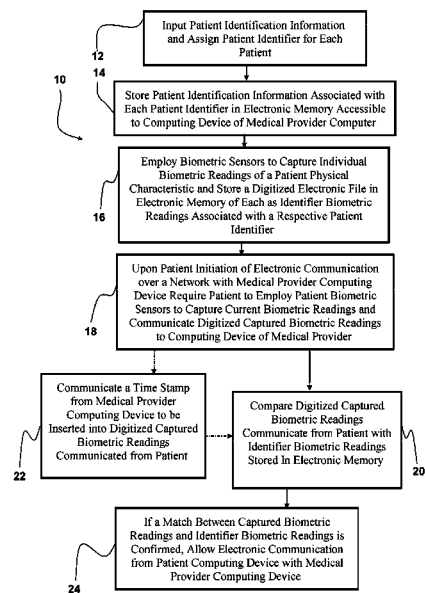 Input Patient Identification Information
and Assign Patient Identifier for Each
Patient
12
14
10
Store Patient Identification Information Associated with
Each Patient Identifier in Electronic Memory Accessible
to Computing Device of Medical Provider Computer
Employ Biometric Sensors to Capture Individual
Biometric Readings of a Patient Physical
Characteristic and Store a Digitized Electronic File in
Electronic Memory of Each as Identifier Biometric
Readings Associated with a Respective Patient
Identifier
16
Upon Patient Initiation of Electronic Communication
over a Network with Medical Provider Computing
Device Require Patient to Employ Patient Biometric
Sensors to Capture Current Biometric Readings and
Communicate Digitized Captured Biometric Readings
to Computing Device of Medical Provider
18
Communicate a Time Stamp
from Medical Provider
Computing Device to be
Inserted into Digitized Captured
Biometric Readings
Communicated from Patient
22
Compare Digitized Captured
Biometric Readings
Communicate from Patient with
Identifier Biometric Readings
Stored In Electronic Memory
20
If a Match Between Captured Biometric
Readings and Identifier Biometric Readings is
Confirmed, Allow Electronic Communication
from Patient Computing Device with Medical
Provider Computing Device
24